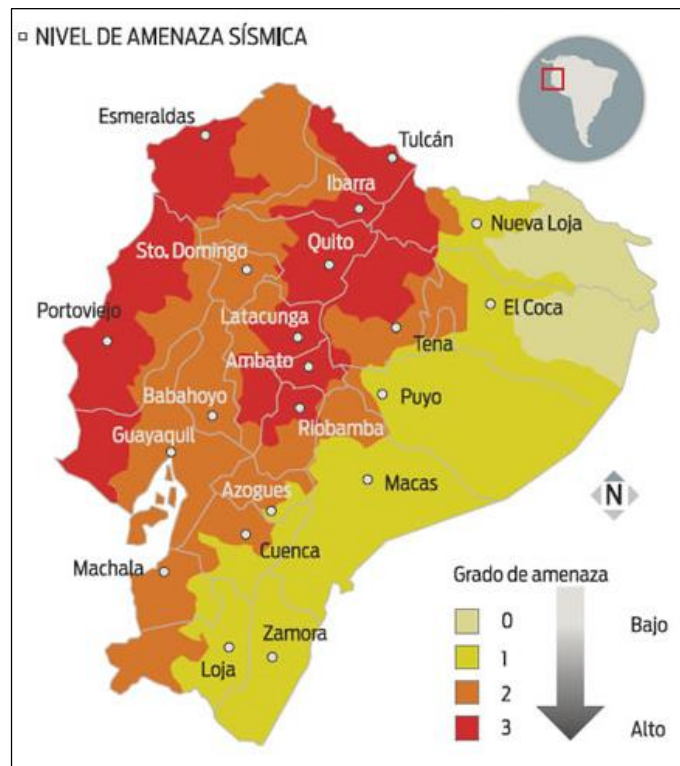 NIVEL DE AMENAZA SÍSMICA
Esmeraldas
Tulcán
Ibarra
Nueva Loja
Sto. Domingo
Quito
El Coca
Portoviejo
Latacunga
Tena
Ambato
Puyo
Babahoyo
Riobamba
Guayaquil
Macas
Azogues
N
Cuenca
Machala
Grado de amenaza
0 Bajo
1
Zamora
Loja
2
3 Alto